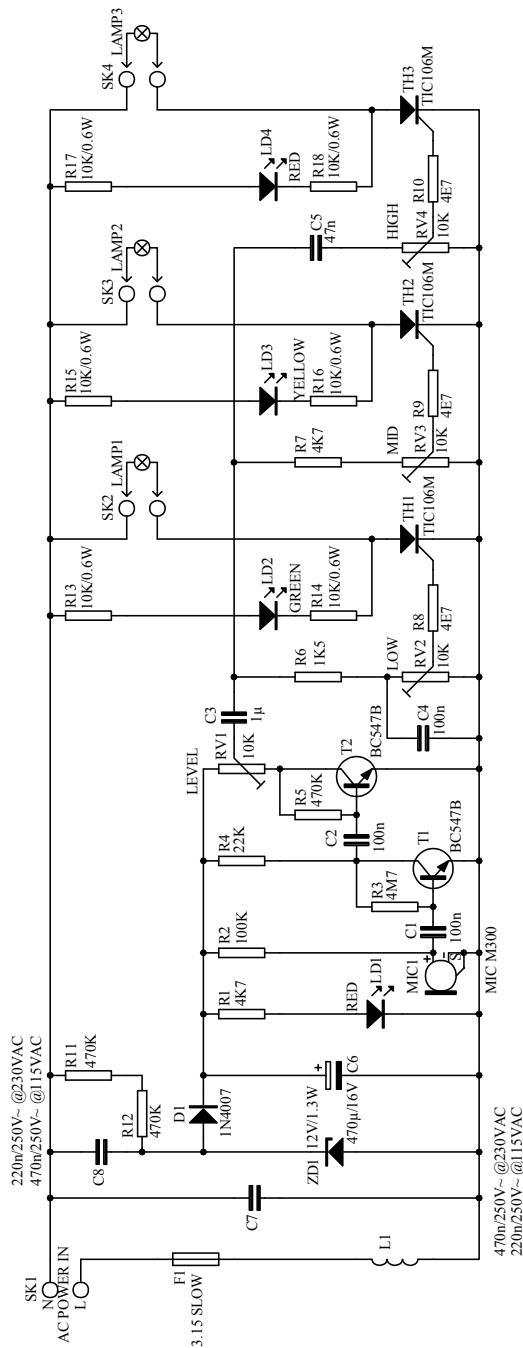 220n/250V~ @230VAC
470n/250V~ @115VAC
SK1
N
AC POWER IN
L
F1
3.15 SLOW
L1
470n/250V~ @230VAC
220n/250V~ @115VAC
C7
C8
R11
470K
R12
470K
D1
1N4007
ZD1
12V/1.3W
+
470µ/16V
C6
R1
4K7
RED
LD1
R2
100K
MIC1
+
-
S
MIC M300
C1
100n
R3
4M7
R4
22K
T1
BC547B
C2
100n
R5
470K
T2
BC547B
LEVEL
RV1
10K
C3
1µ
C4
100n
R6
1K5
LOW
RV2
10K
R8
4E7
TH1
TIC106M
R13
10K/0.6W
LD2
GREEN
R14
10K/0.6W
SK2
LAMP1
R7
4K7
MID
RV3
10K
R9
4E7
TH2
TIC106M
R15
10K/0.6W
LD3
YELLOW
R16
10K/0.6W
SK3
LAMP2
C5
47n
HIGH
RV4
10K
R10
4E7
TH3
TIC106M
R17
10K/0.6W
LD4
RED
R18
10K/0.6W
SK4
LAMP3